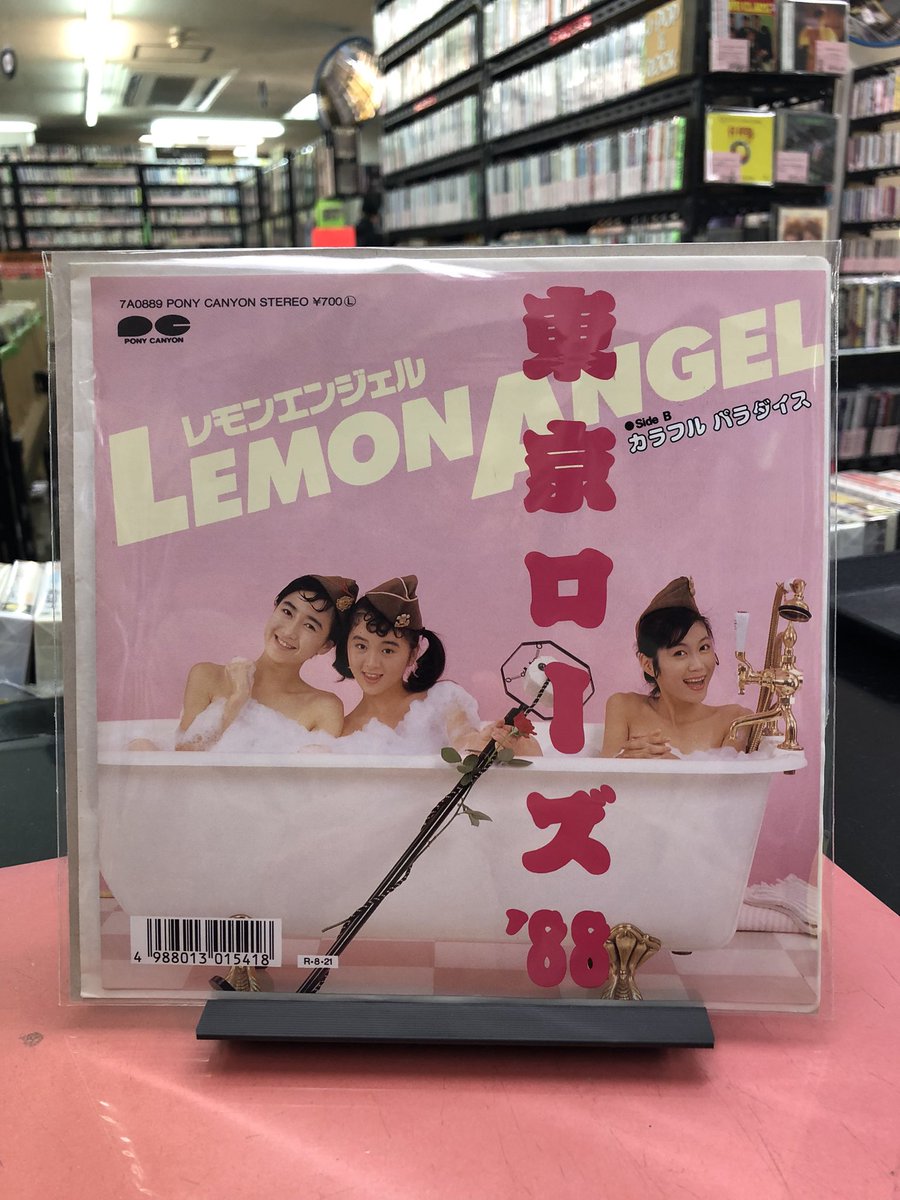 7A0889 PONY CANYON STEREO ¥700Ⓛ
PONY CANYON
レモンエンジェル
LEMON ANGEL
●Side B
カラフル パラダイス
東京ローズ'88
4 988013 015418
R・8・21